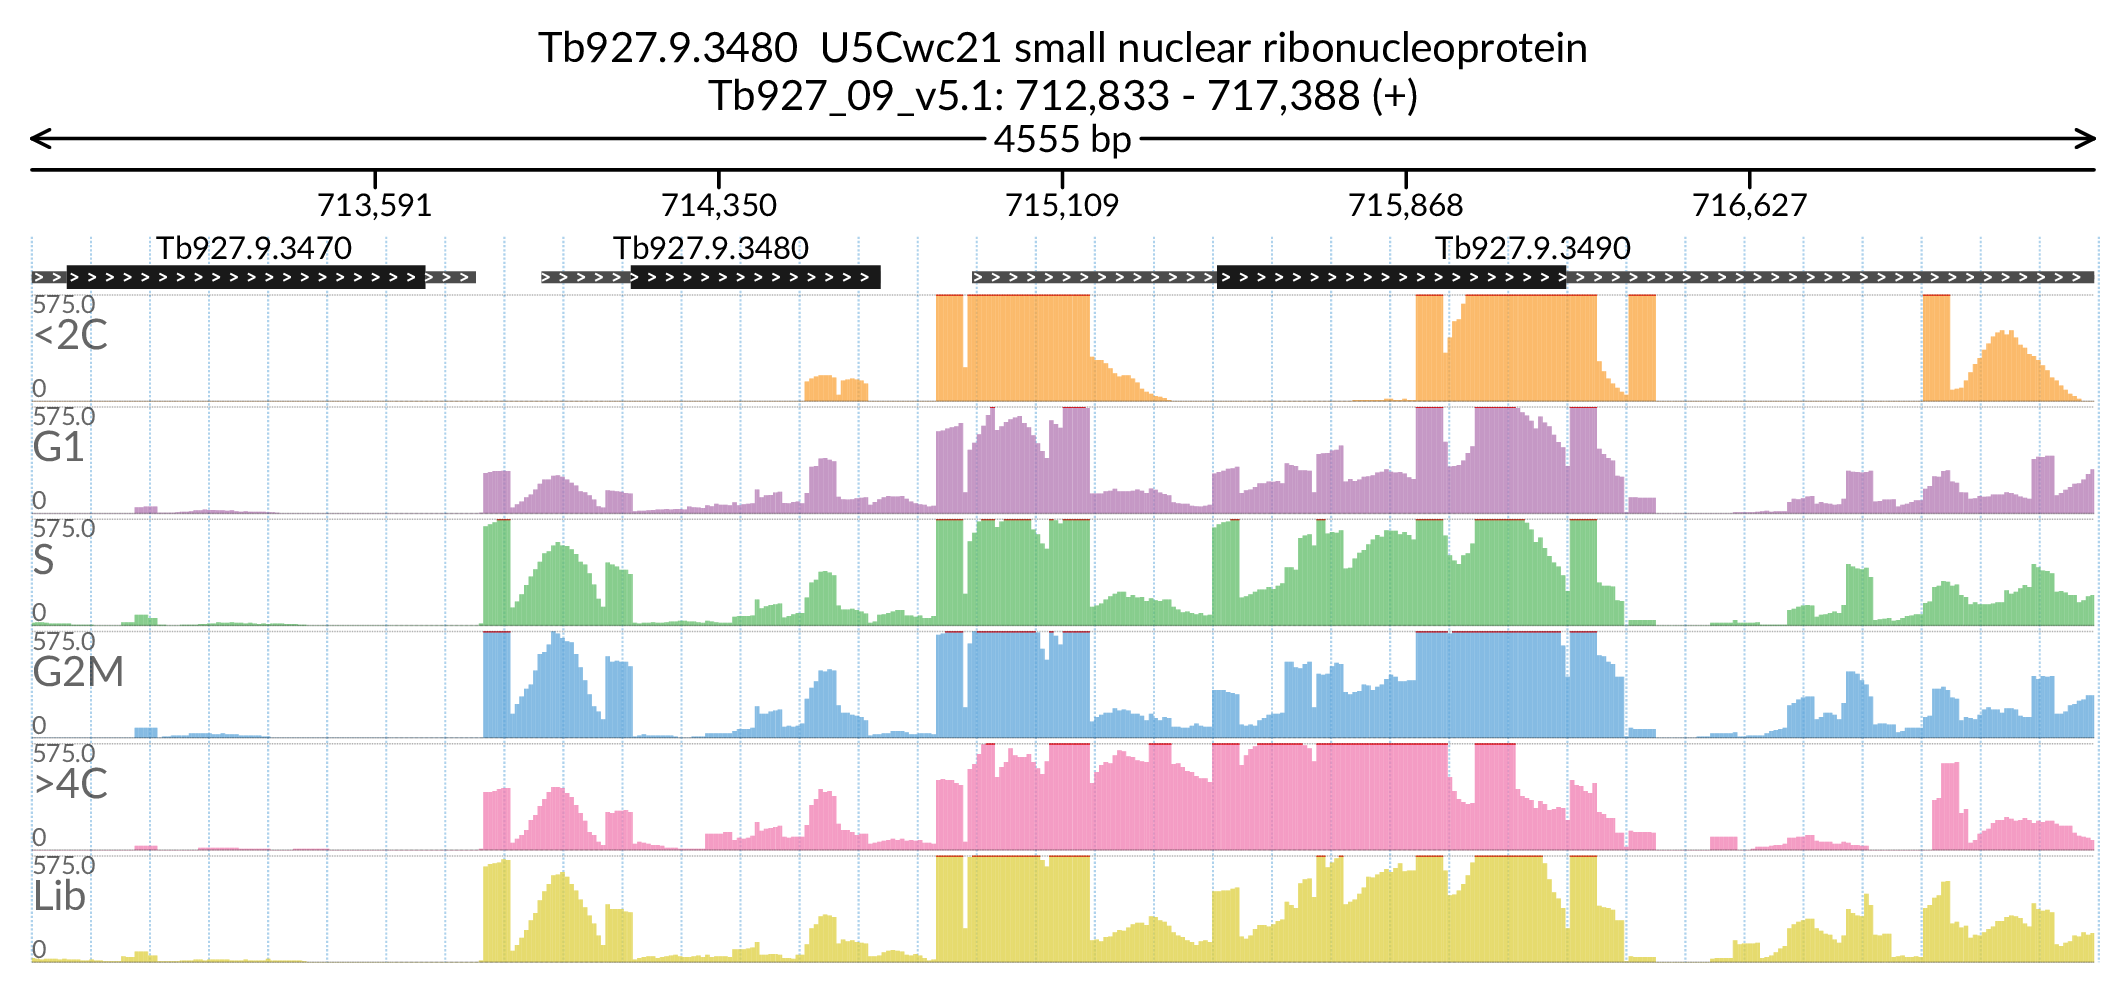 Tb927.9.3480  U5Cwc21 small nuclear ribonucleoprotein
Tb927_09_v5.1: 712,833 - 717,388 (+)
4555 bp
713,591 714,350 715,109 715,868 716,627
Tb927.9.3470 Tb927.9.3480 Tb927.9.3490
575.0
<2C
0
575.0
G1
0
575.0
S
0
575.0
G2M
0
575.0
>4C
0
575.0
Lib
0